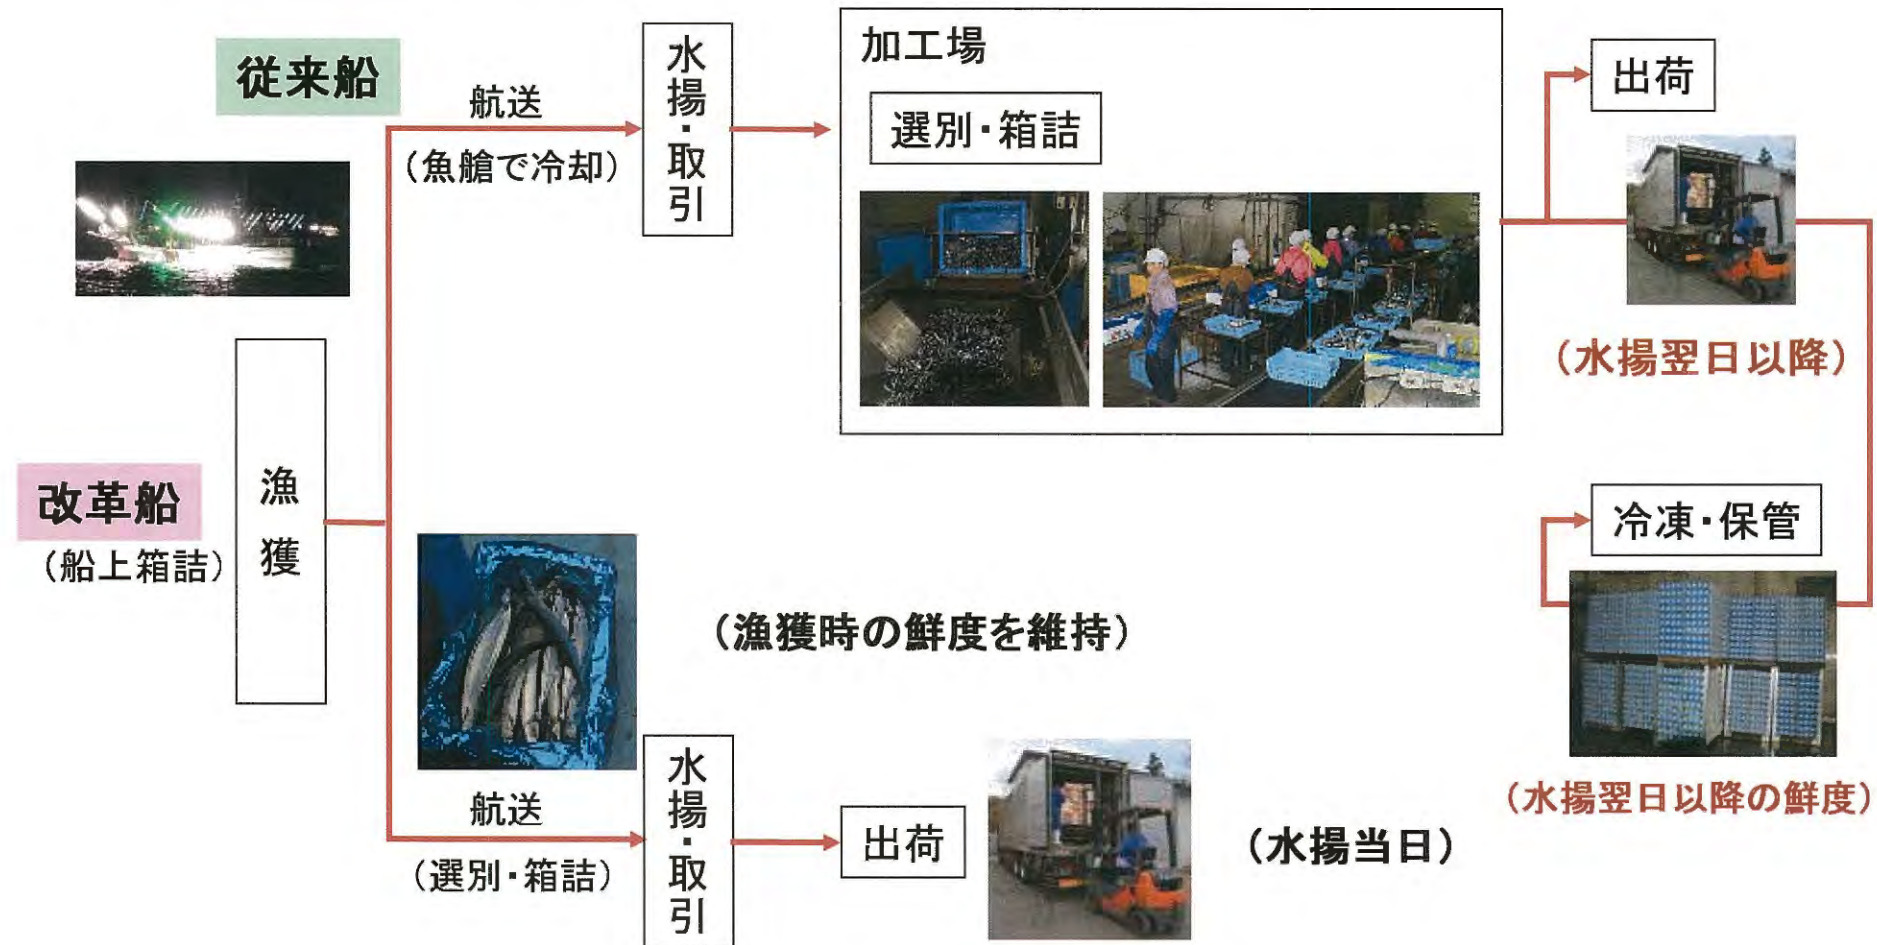 従来船
航送
（魚艙で冷却）
水揚・取引
加工場
選別・箱詰
出荷
（水揚翌日以降）
改革船
（船上箱詰）
漁獲
（漁獲時の鮮度を維持）
冷凍・保管
（水揚翌日以降の鮮度）
航送
（選別・箱詰）
水揚・取引
出荷
（水揚当日）